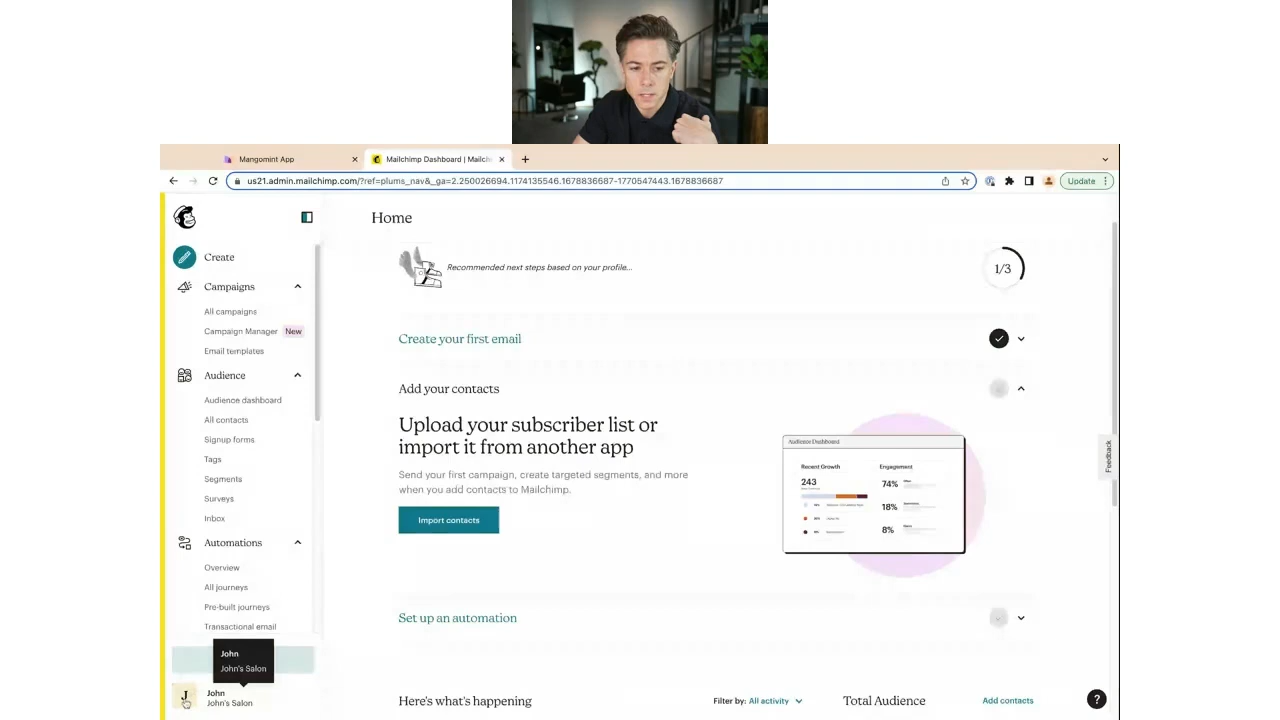 Mangomint App
Mailchimp Dashboard | Mailch
us21.admin.mailchimp.com/?ref=plums_nav&_ga=2.250026694.1174135546.1678836687-1770547443.1678836687
Update
Home
Create
Campaigns
All campaigns
Campaign Manager New
Email templates
Audience
Audience dashboard
All contacts
Signup forms
Tags
Segments
Surveys
Inbox
Automations
Overview
All journeys
Pre-built journeys
Transactional email
John
John's Salon
J
John
John's Salon
Recommended next steps based on your profile...
1/3
Create your first email
Add your contacts
Upload your subscriber list or
import it from another app
Send your first campaign, create targeted segments, and more
when you add contacts to Mailchimp.
Import contacts
Audience Dashboard
Recent Growth
243
Engagement
74%
18%
8%
Set up an automation
Here's what's happening
Filter by: All activity
Total Audience
Add contacts
Feedback
?